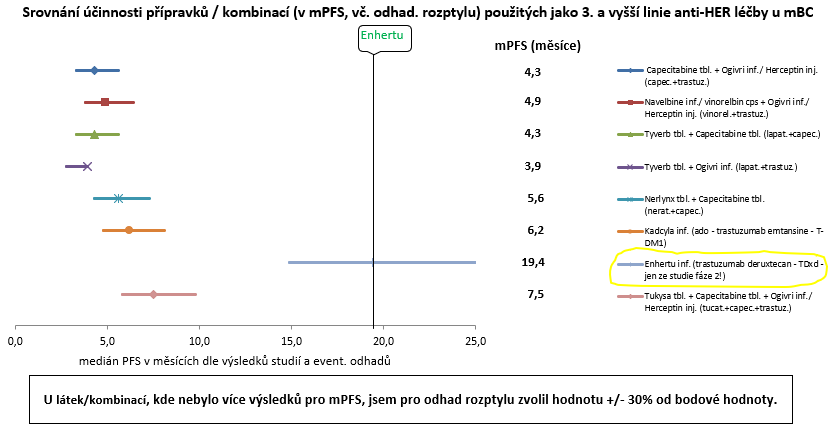 Srovnání účinnosti přípravků / kombinací (v mPFS, vč. odhad. rozptylu) použitých jako 3. a vyšší linie anti-HER léčby u mBC
Enhertu
mPFS (měsíce)
4,3
Capecitabine tbl. + Ogivri inf./ Herceptin inj.
(capec.+trastuz.)
4,9
Navelbine inf./ vinorelbin cps + Ogivri inf./
Herceptin inj. (vinorel.+trastuz.)
4,3
Tyverb tbl. + Capecitabine tbl. (lapat.+capec.)
3,9
Tyverb tbl. + Ogivri inf. (lapat.+trastuz.)
5,6
Nerlynx tbl. + Capecitabine tbl.
(nerat.+capec.)
6,2
Kadcyla inf. (ado - trastuzumab emtansine - T-
DM1)
19,4
Enhertu inf. (trastuzumab deruxtecan - TDxd -
jen ze studie fáze 2!)
7,5
Tukysa tbl. + Capecitabine tbl. + Ogivri inf./
Herceptin inj. (tucat.+capec.+trastuz.)
0,0 5,0 10,0 15,0 20,0 25,0
medián PFS v měsících dle výsledků studií a event. odhadů
U látek/kombinací, kde nebylo více výsledků pro mPFS, jsem pro odhad rozptylu zvolil hodnotu +/- 30% od bodové hodnoty.